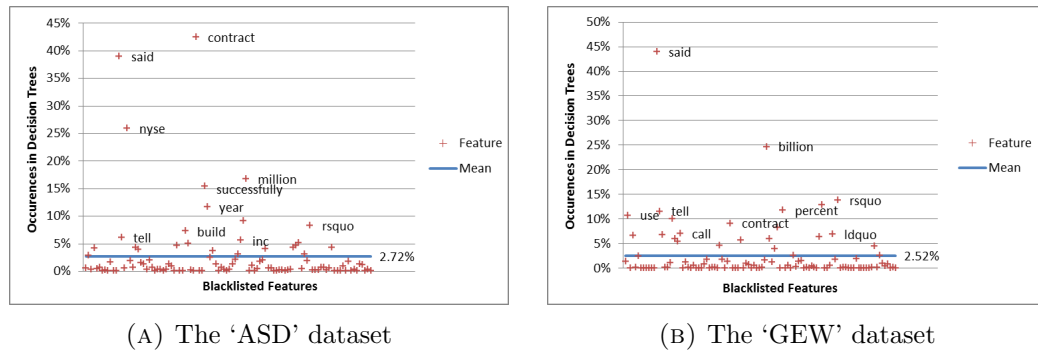 45%
40%
35%
30%
25%
20%
15%
10%
5%
0%
Occurences in Decision Trees
contract
said
nyse
million
successfully
year
build
tell
inc
rsquo
2.72%
Blacklisted Features
Feature
Mean
(A) The ‘ASD’ dataset
50%
45%
40%
35%
30%
25%
20%
15%
10%
5%
0%
Occurences in Decision Trees
said
billion
rsquo
use
tell
percent
contract
call
ldquo
2.52%
Blacklisted Features
Feature
Mean
(B) The ‘GEW’ dataset